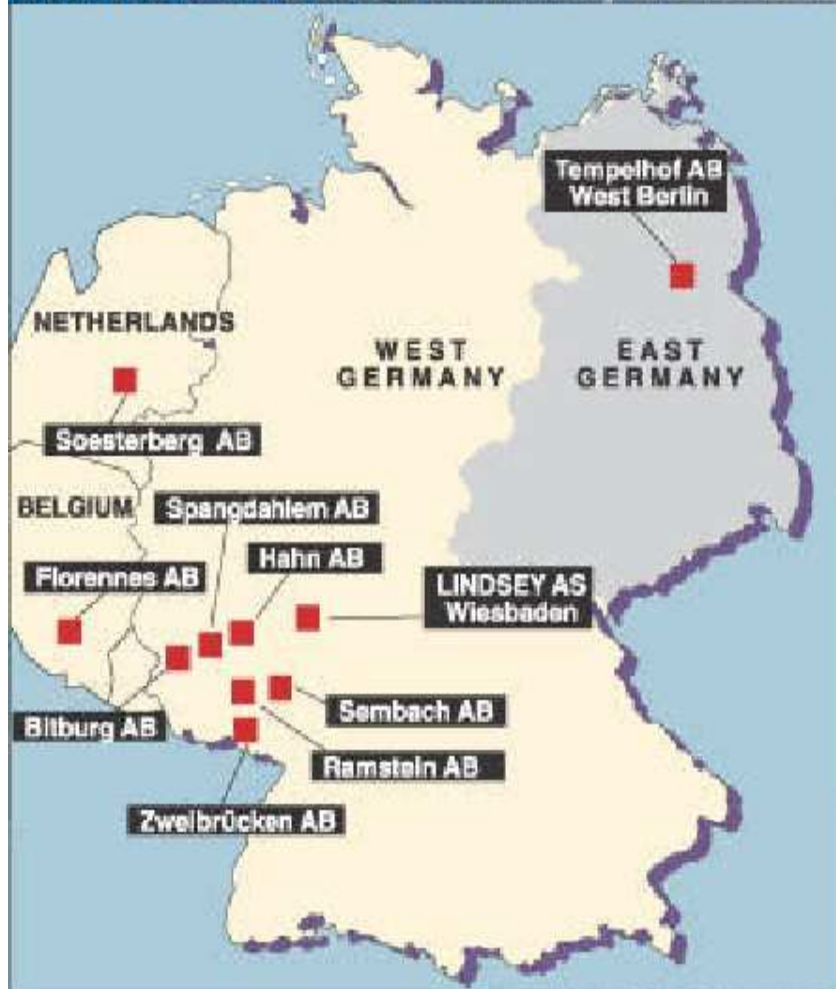 Tempelhof AB
West Berlin
NETHERLANDS
WEST
GERMANY
EAST
GERMANY
Soesterberg AB
BELGIUM
Spangdahlem AB
Hahn AB
Florennes AB
LINDSEY AS
Wiesbaden
Bitburg AB
Sembach AB
Ramstein AB
Zweibrücken AB